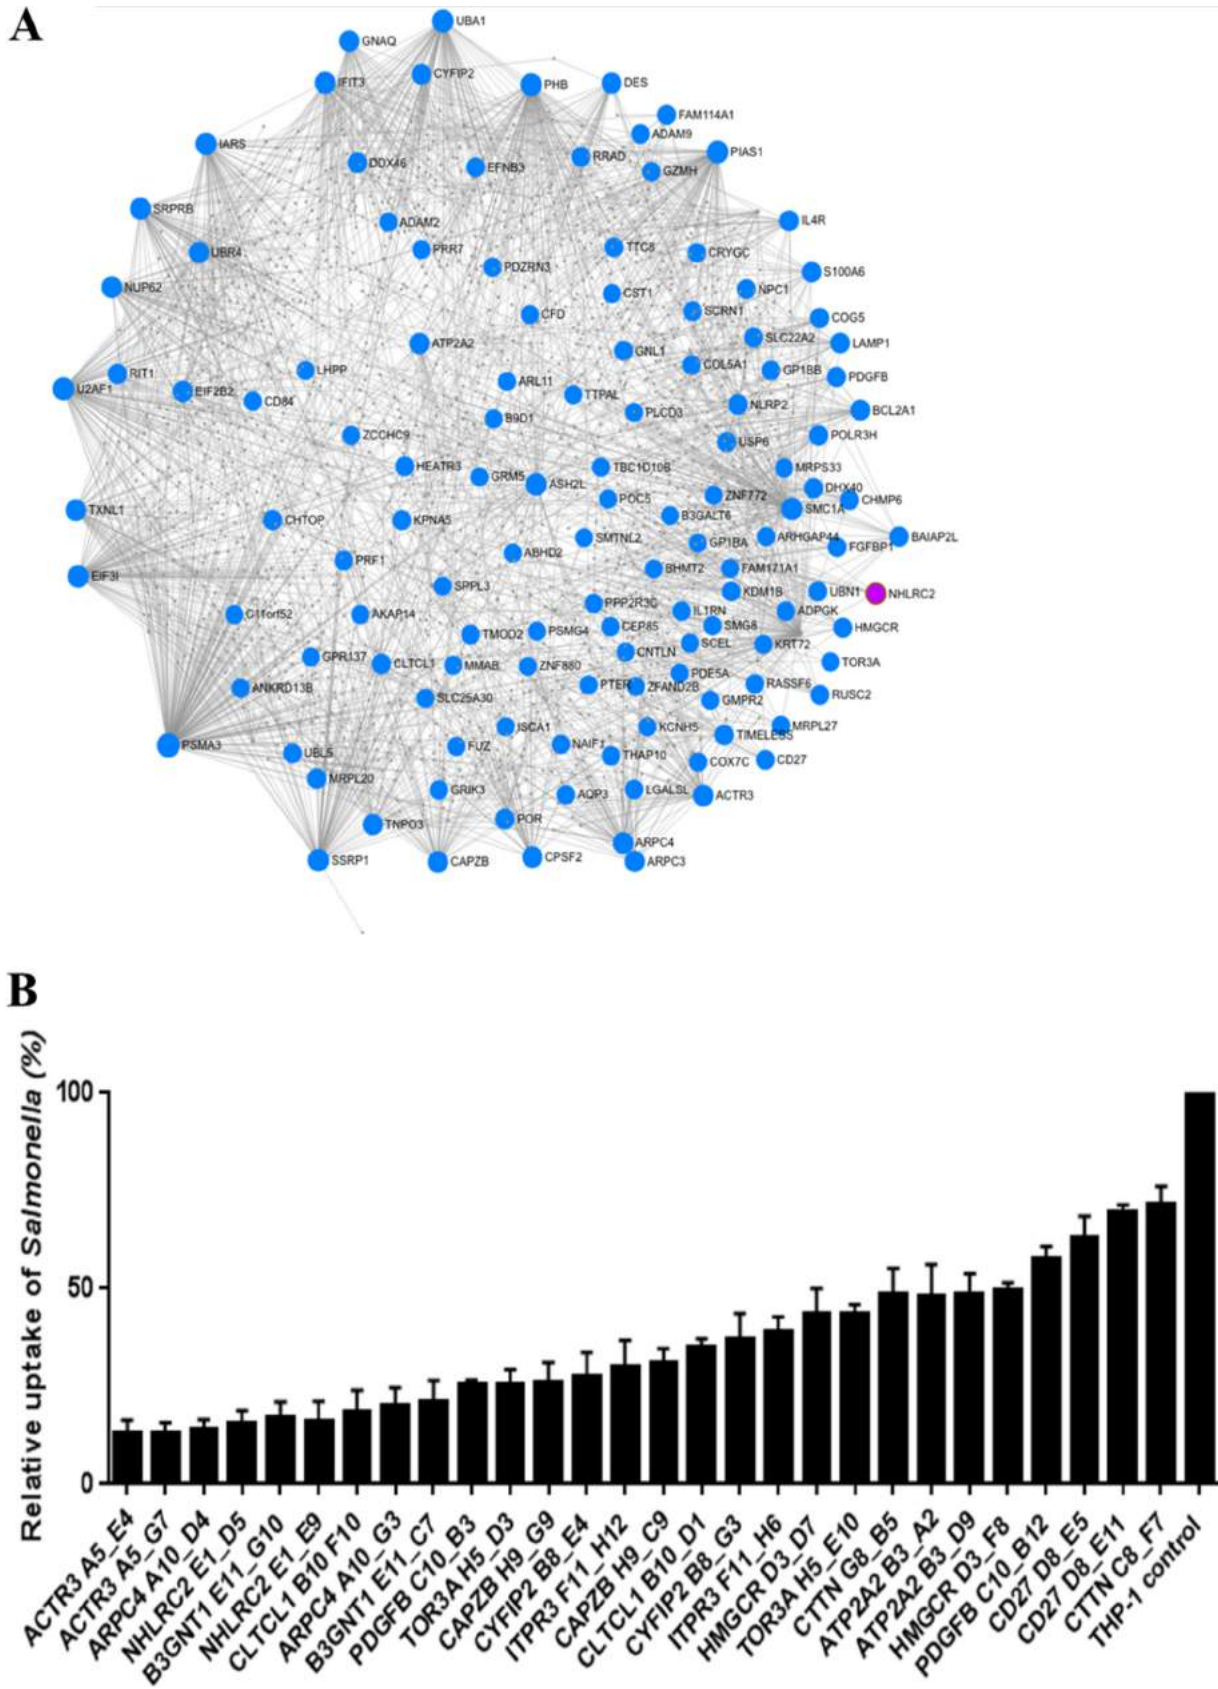 A
UBA1
GNAQ
CYFIP2
IFIT3
PHB
DES
FAM114A1
ADAM9
IARS
PIAS1
DDX46
EFNB3
RRAD
GZMH
SRPRB
ADAM2
IL4R
UBR4
PRR7
TTC8
CRYGC
PDZRN3
S100A6
NUP62
CST1
NPC1
CFD
SCRN1
COG5
ATP2A2
GNL1
SLC22A2
LAMP1
RIT1
LHPP
COL5A1
GP1BB
PDGFB
U2AF1
EIF2B2
CD84
ARL11
TTPAL
NLRP2
BCL2A1
B9D1
PLCD3
ZCCHC9
USP6
POLR3H
HEATR3
GRM5
TBC1D10B
MRPS33
ASH2L
DHX40
POC5
ZNF772
CHMP6
TXNL1
CHTOP
KPNA5
B3GALT6
SMC1A
SMTNL2
GP1BA
ARHGAP44
BAIAP2L
FGFBP1
ABHD2
PRF1
BHMT2
FAM171A1
EIF3I
SPPL3
KDM1B
UBN1
NHLRC2
C11orf52
AKAP14
PPP2R3C
IL1RN
ADPGK
TMOD2
PSMG4
CEP85
SMG8
HMGCR
GPR137
CLTCL1
MMAB
ZNF880
CNTLN
SCEL
KRT72
TOR3A
ANKRD13B
SLC25A30
PTER
ZFAND2B
PDE5A
RASSF6
RUSC2
GMPR2
PSMA3
UBL5
ISCA1
KCNH5
TIMELESS
MRPL27
FUZ
NAIF1
THAP10
COX7C
CD27
MRPL20
GRIK3
AQP3
LGALSL
ACTR3
TNPO3
POR
ARPC4
SSRP1
CAPZB
CPSF2
ARPC3
B
Relative uptake of Salmonella (%)
100
50
0
ACTR3 A5_E4
ACTR3 A5_G7
ARPC4 A10_D4
NHLRC2 EE1_D5
B3GNT1 E11_G10
NHLRC2 E1_E9
CLTCL1 B10 F10
ARPC4 A10_G3
B3GNT1 E11_C7
PDGFB C10_B3
TOR3A H5_D3
CAPZB H9_G9
CYFIP2 B8_E4
ITPR3 F11_H12
CAPZB H9_C9
CLTCL1 B10_D1
CYFIP2 B8_G3
ITPR3 F11_H6
HMGCR D3_D7
TOR3A H5_E10
CTTN G8_B5
ATP2A2 B3_A2
ATP2A2 B3_D9
HMGCR D3_F8
PDGFB C10_B12
CD27 D8_E5
CD27 D8_E11
CTTN C8_F7
THP-1 control